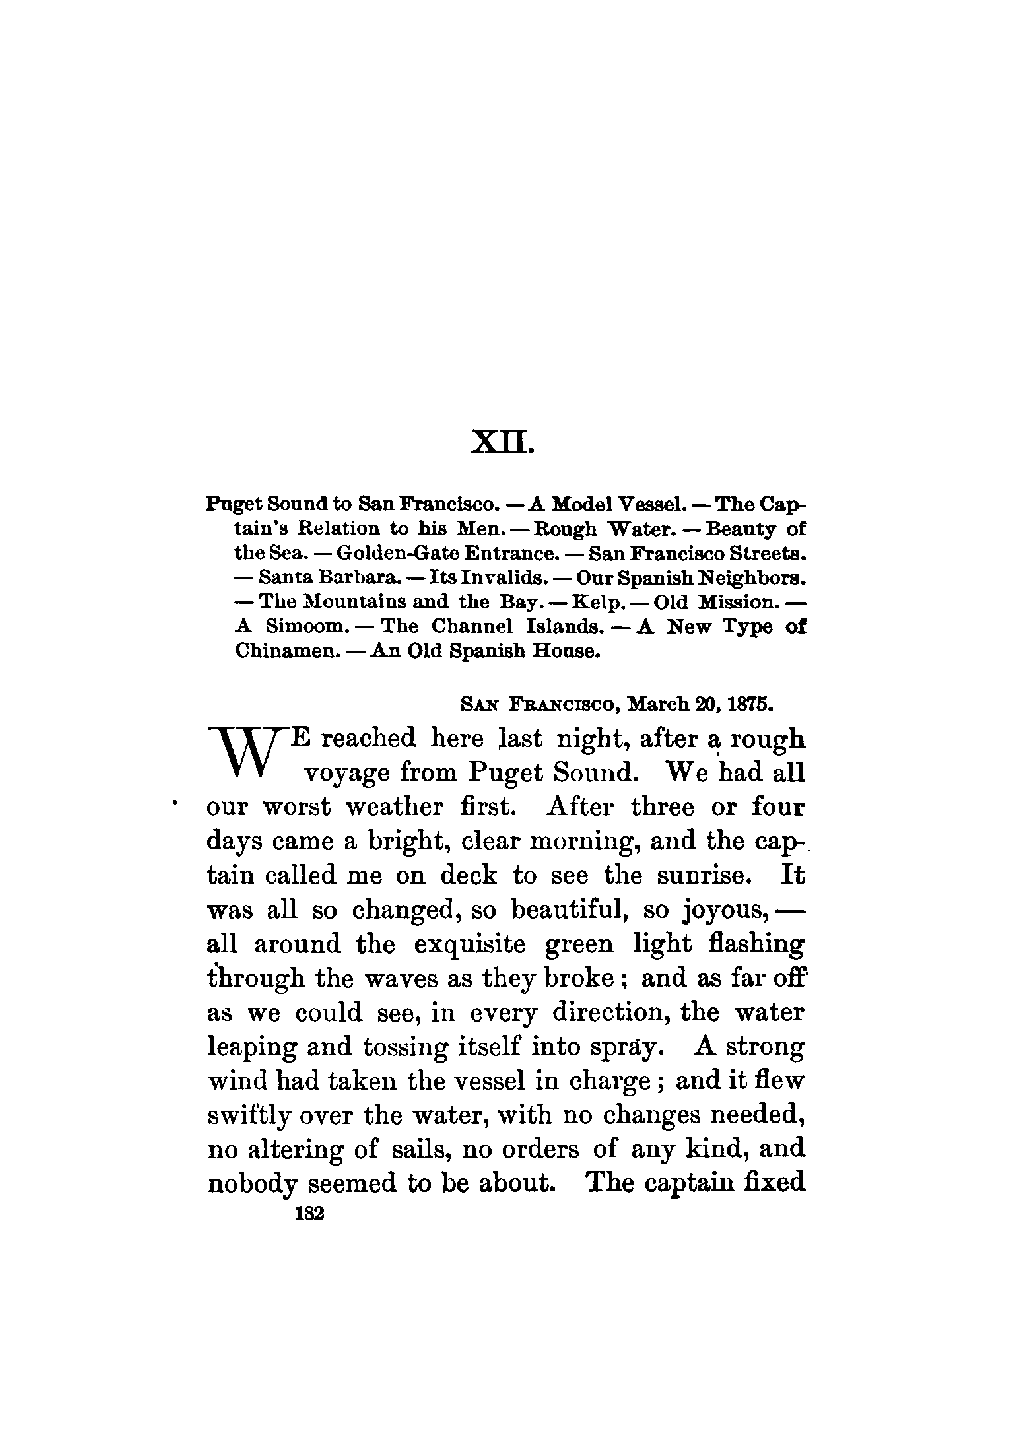 XII.
Puget Sound to San Francisco. — A Model Vessel. — The Cap-
tain's Relation to his Men. — Rough Water. — Beauty of
the Sea. — Golden-Gate Entrance. — San Francisco Streets.
— Santa Barbara. — Its Invalids. — Our Spanish Neighbors.
— The Mountains and the Bay. — Kelp. — Old Mission. —
A Simoom. — The Channel Islands. — A New Type of
Chinamen. — An Old Spanish House.
San Francisco, March 20, 1875.
WE reached here last night, after a rough
voyage from Puget Sound. We had all
our worst weather first. After three or four
days came a bright, clear morning, and the cap-
tain called me on deck to see the sunrise. It
was all so changed, so beautiful, so joyous, —
all around the exquisite green light flashing
through the waves as they broke; and as far off
as we could see, in every direction, the water
leaping and tossing itself into spray. A strong
wind had taken the vessel in charge; and it flew
swiftly over the water, with no changes needed,
no altering of sails, no orders of any kind, and
nobody seemed to be about. The captain fixed
182